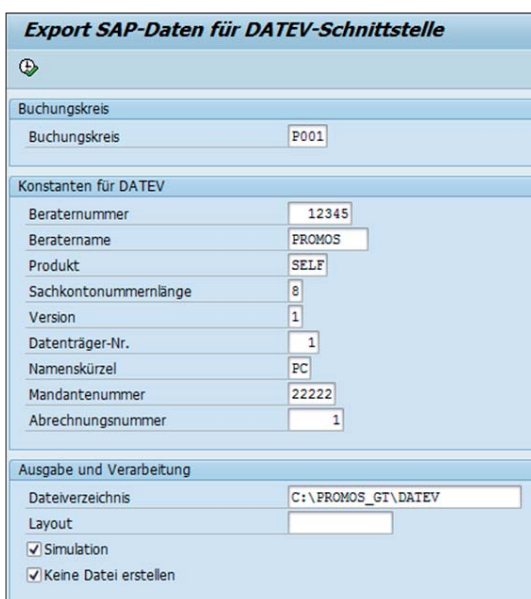 Export SAP-Daten für DATEV-Schnittstelle
Buchungskreis
Buchungskreis P001
Konstanten für DATEV
Beraternummer 12345
Beratername PROMOS
Produkt SELF
Sachkontonummernlänge 8
Version 1
Datenträger-Nr. 1
Namenskürzel PC
Mandantenummer 22222
Abrechnungsnummer 1
Ausgabe und Verarbeitung
Dateiverzeichnis C:\PROMOS_GT\DATEV
Layout
Simulation
Keine Datei erstellen